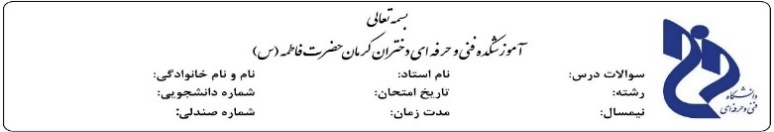 بسمه تعالی
آموزشکده فنی و حرفه ای دختران کرمان حضرت فاطمه (س)
سوالات درس: نام استاد: نام و نام خانوادگی:
رشته: تاریخ امتحان: شماره دانشجویی:
نیمسال: مدت زمان: شماره صندلی:
دانشگاه
فنی و حرفه‌ای